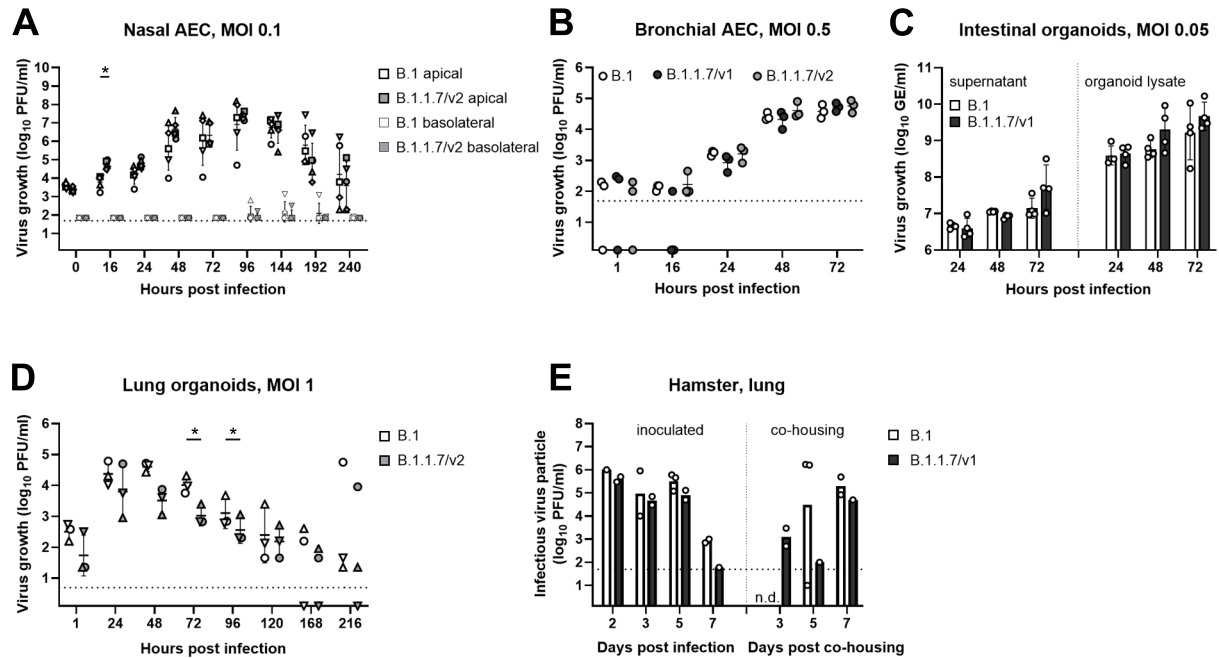 A
Nasal AEC, MOI 0.1
Virus growth (log10 PFU/ml)
10
9
8
7
6
5
4
3
2
1
*
0 16 24 48 72 96 144 192 240
Hours post infection
B.1 apical
B.1.1.7/v2 apical
B.1 basolateral
B.1.1.7/v2 basolateral
B
Bronchial AEC, MOI 0.5
Virus growth (log10 PFU/ml)
6
5
4
3
2
1
B.1 B.1.1.7/v1 B.1.1.7/v2
1 16 24 48 72
Hours post infection
C
Intestinal organoids, MOI 0.05
Virus growth (log10 GE/ml)
11
10
9
8
7
6
supernatant
organoid lysate
B.1
B.1.1.7/v1
24 48 72 24 48 72
Hours post infection
D
Lung organoids, MOI 1
Virus growth (log10 PFU/ml)
6
5
4
3
2
1
* *
1 24 48 72 96 120 168 216
Hours post infection
B.1
B.1.1.7/v2
E
Hamster, lung
Infectious virus particle
(log10 PFU/ml)
8
7
6
5
4
3
2
1
inoculated
co-housing
n.d.
2 3 5 7 3 5 7
Days post infection
Days post co-housing
B.1
B.1.1.7/v1